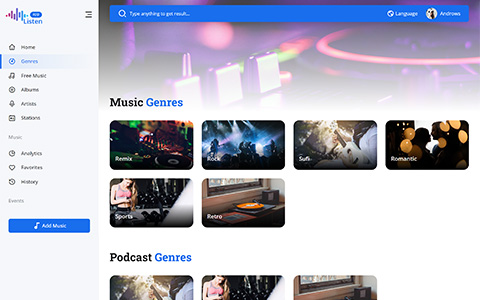 Listen
Type anything to get result...
Language
Androws
Home
Genres
Free Music
Albums
Artists
Stations
Music
Analytics
Favorites
History
Events
Add Music
Music Genres
Remix
Rock
Sufi
Romantic
Sports
Retro
Podcast Genres